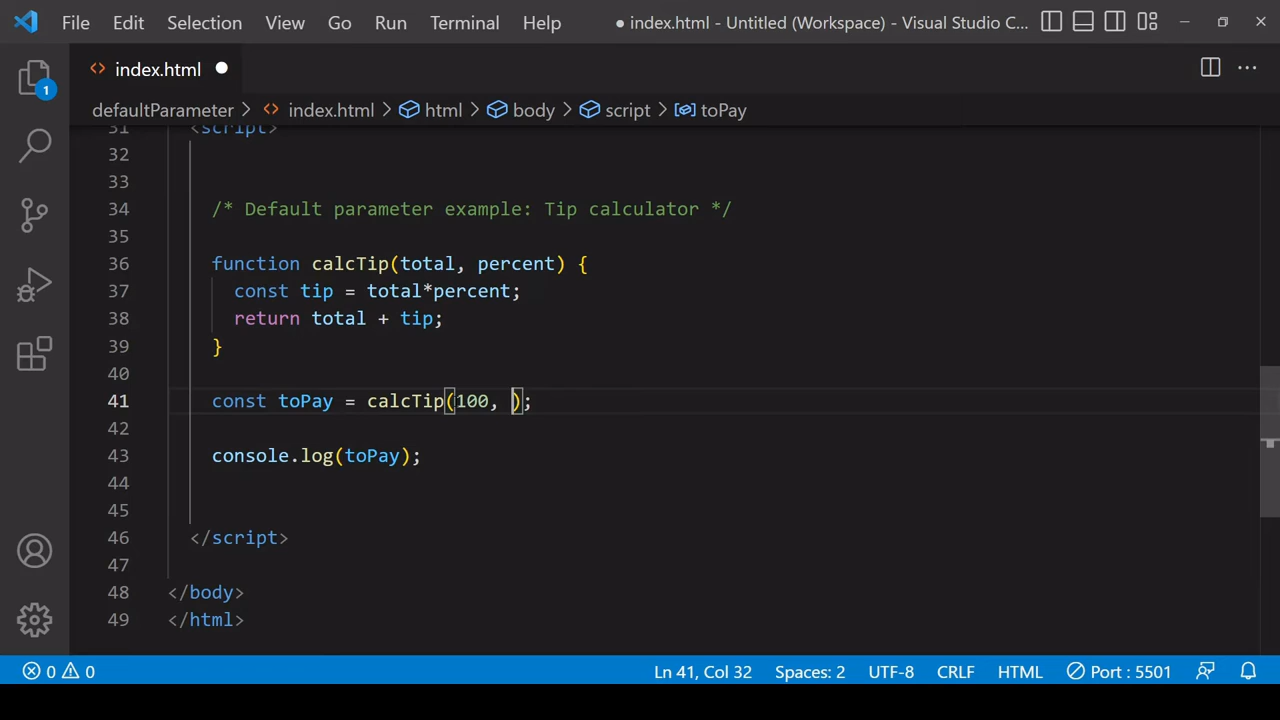 File Edit Selection View Go Run Terminal Help ● index.html - Untitled (Workspace) - Visual Studio C...
index.html
1
defaultParameter > index.html > html > body > script > toPay
31 <script>
32
33
34 /* Default parameter example: Tip calculator */
35
36 function calcTip(total, percent) {
37 const tip = total*percent;
38 return total + tip;
39 }
40
41 const toPay = calcTip(100, );
42
43 console.log(toPay);
44
45
46 </script>
47
48 </body>
49 </html>
0 0 Ln 41, Col 32 Spaces: 2 UTF-8 CRLF HTML Port : 5501